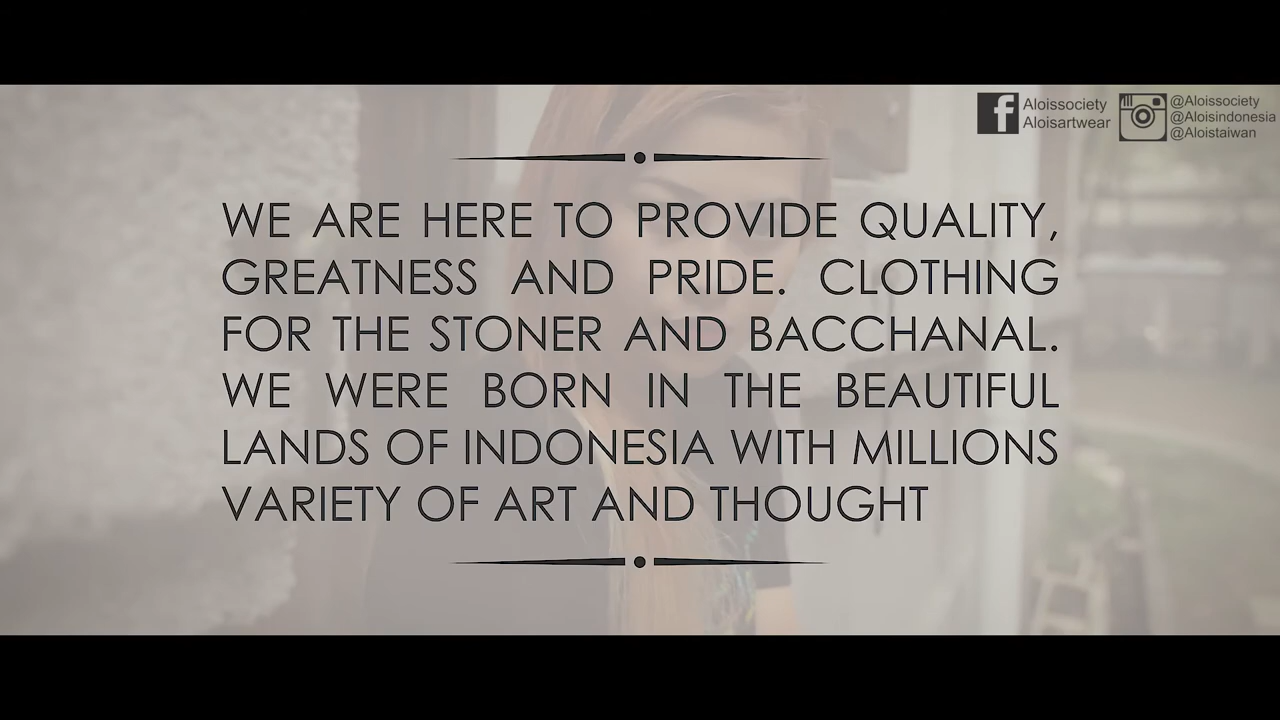 Aloissociety
Aloisartwear
@Aloissociety
@Aloisindonesia
@Aloistaiwan
WE ARE HERE TO PROVIDE QUALITY,
GREATNESS AND PRIDE. CLOTHING
FOR THE STONER AND BACCHANAL.
WE WERE BORN IN THE BEAUTIFUL
LANDS OF INDONESIA WITH MILLIONS
VARIETY OF ART AND THOUGHT